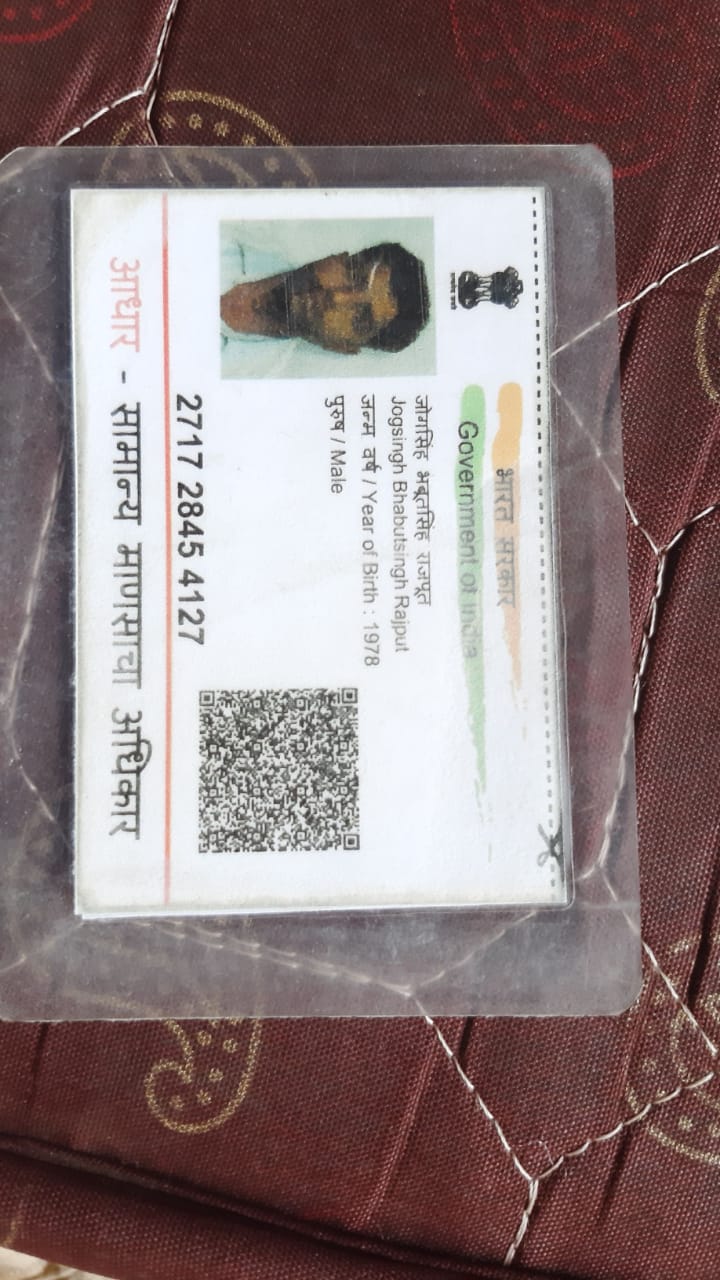 भारत सरकार
Government of India
जोगसिंह भबूतसिंह राजपूत
Jogsingh Bhabutsingh Rajput
जन्म वर्ष / Year of Birth : 1978
पुरुष / Male
2717 2845 4127
आधार - सामान्य माणसाचा अधिकार